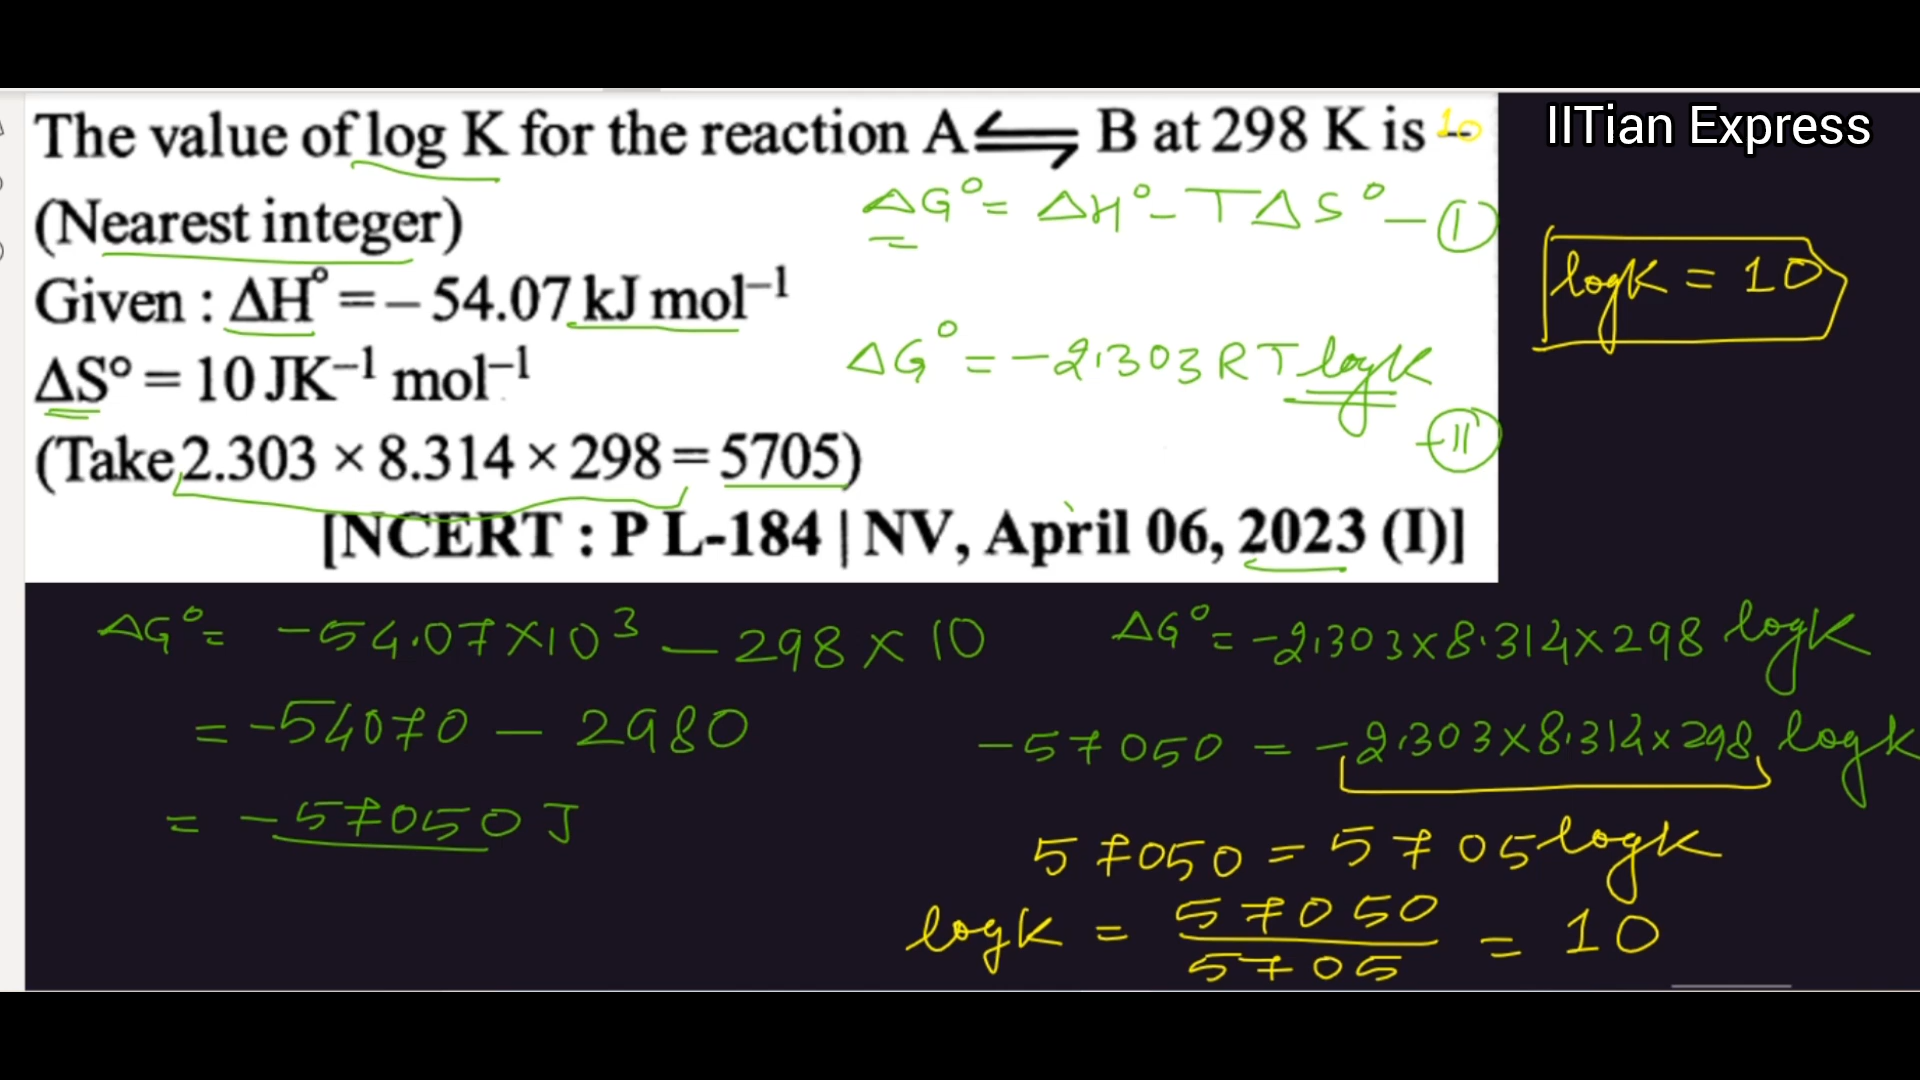 IITian Express
The value of log K for the reaction A ⇌ B at 298 K is – 10
(Nearest integer)
Given : ΔH° = – 54.07 kJ mol⁻¹
ΔS° = 10 JK⁻¹ mol⁻¹
(Take 2.303 × 8.314 × 298 = 5705)
[NCERT : P L-184 | NV, April 06, 2023 (I)]
ΔG° = ΔH° – TΔS° – (I)
ΔG° = –2.303RT logK
– (II)
logK = 10
ΔG° = –54.07×10³ – 298 × 10
= –54070 – 2980
= –57050 J
ΔG° = –2.303×8.314×298 logK
–57050 = –2.303×8.314×298 logK
57050 = 5705 logK
logK = 57050/5705 = 10